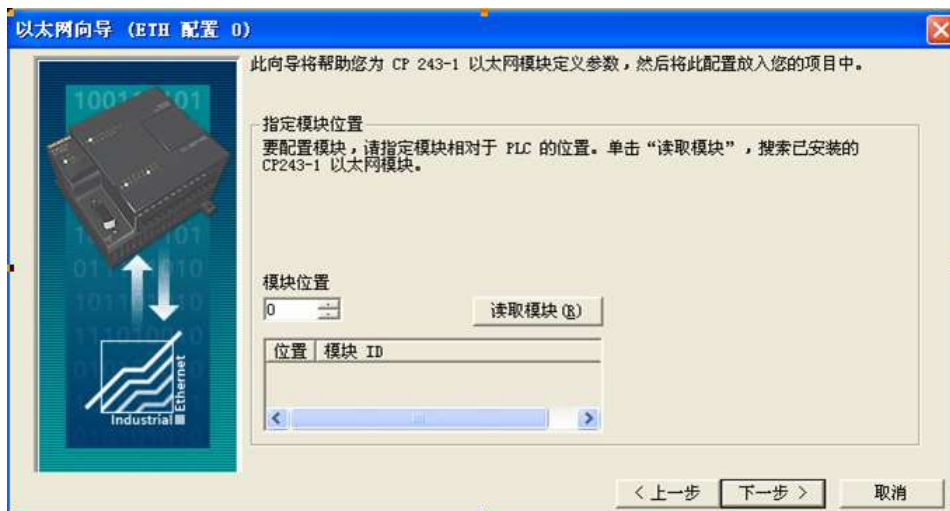 以太网向导 (ETH 配置 0)
此向导将帮助您为 CP 243-1 以太网模块定义参数，然后将此配置放入您的项目中。
指定模块位置
要配置模块，请指定模块相对于 PLC 的位置。单击“读取模块”，搜索已安装的
CP243-1 以太网模块。
模块位置
0
读取模块(R)
位置 模块 ID
Industrial Ethernet
<上一步 下一步> 取消